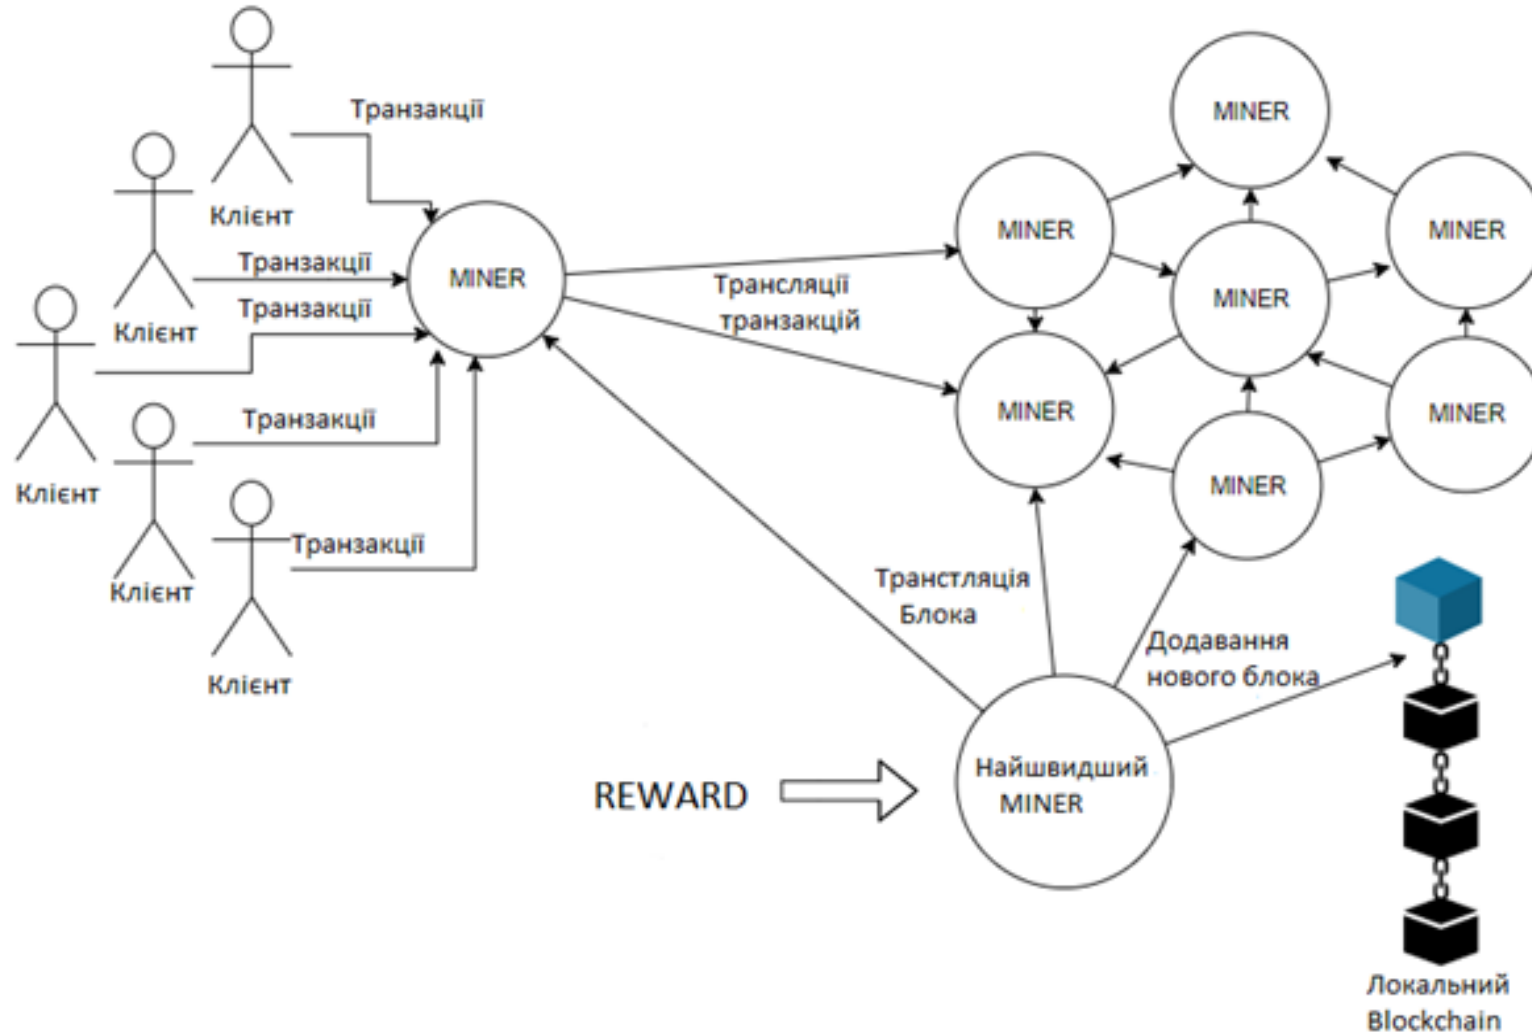 Транзакції
Клієнт
Транзакції
Клієнт
Транзакції
Клієнт
Транзакції
Клієнт
Транзакції
Клієнт
MINER
Трансляції
транзакцій
MINER
MINER
MINER
MINER
MINER
MINER
MINER
MINER
Транстляція
Блока
Додавання
нового блока
REWARD
Найшвидший
MINER
Локальний
Blockchain